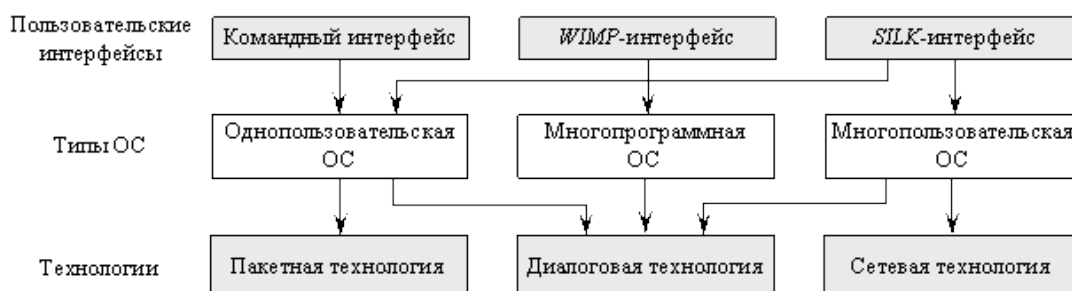 Пользовательские
интерфейсы
Командный интерфейс
WIMP-интерфейс
SILK-интерфейс
Типы ОС
Однопользовательская
ОС
Многопрограммная
ОС
Многопользовательская
ОС
Технологии
Пакетная технология
Диалоговая технология
Сетевая технология